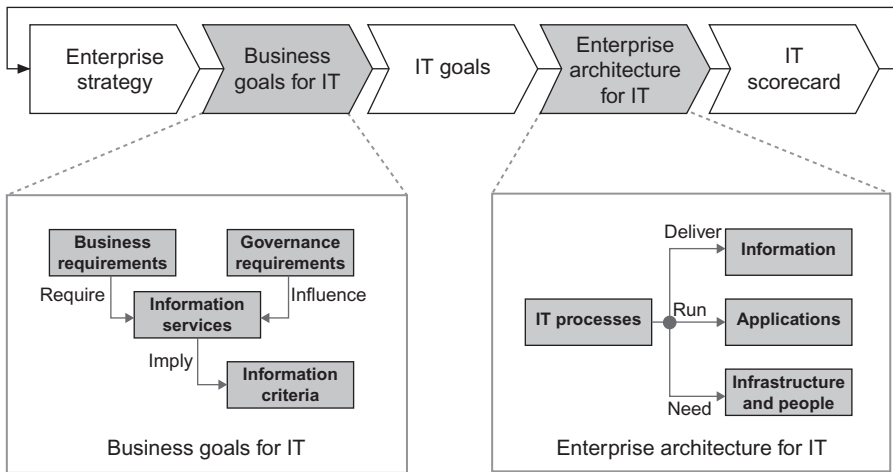 Enterprise
strategy
Business
goals for IT
IT goals
Enterprise
architecture
for IT
IT
scorecard
Business
requirements
Governance
requirements
Require
Information
services
Influence
Imply
Information
criteria
Business goals for IT
Deliver
Information
IT processes
Run
Applications
Need
Infrastructure
and people
Enterprise architecture for IT